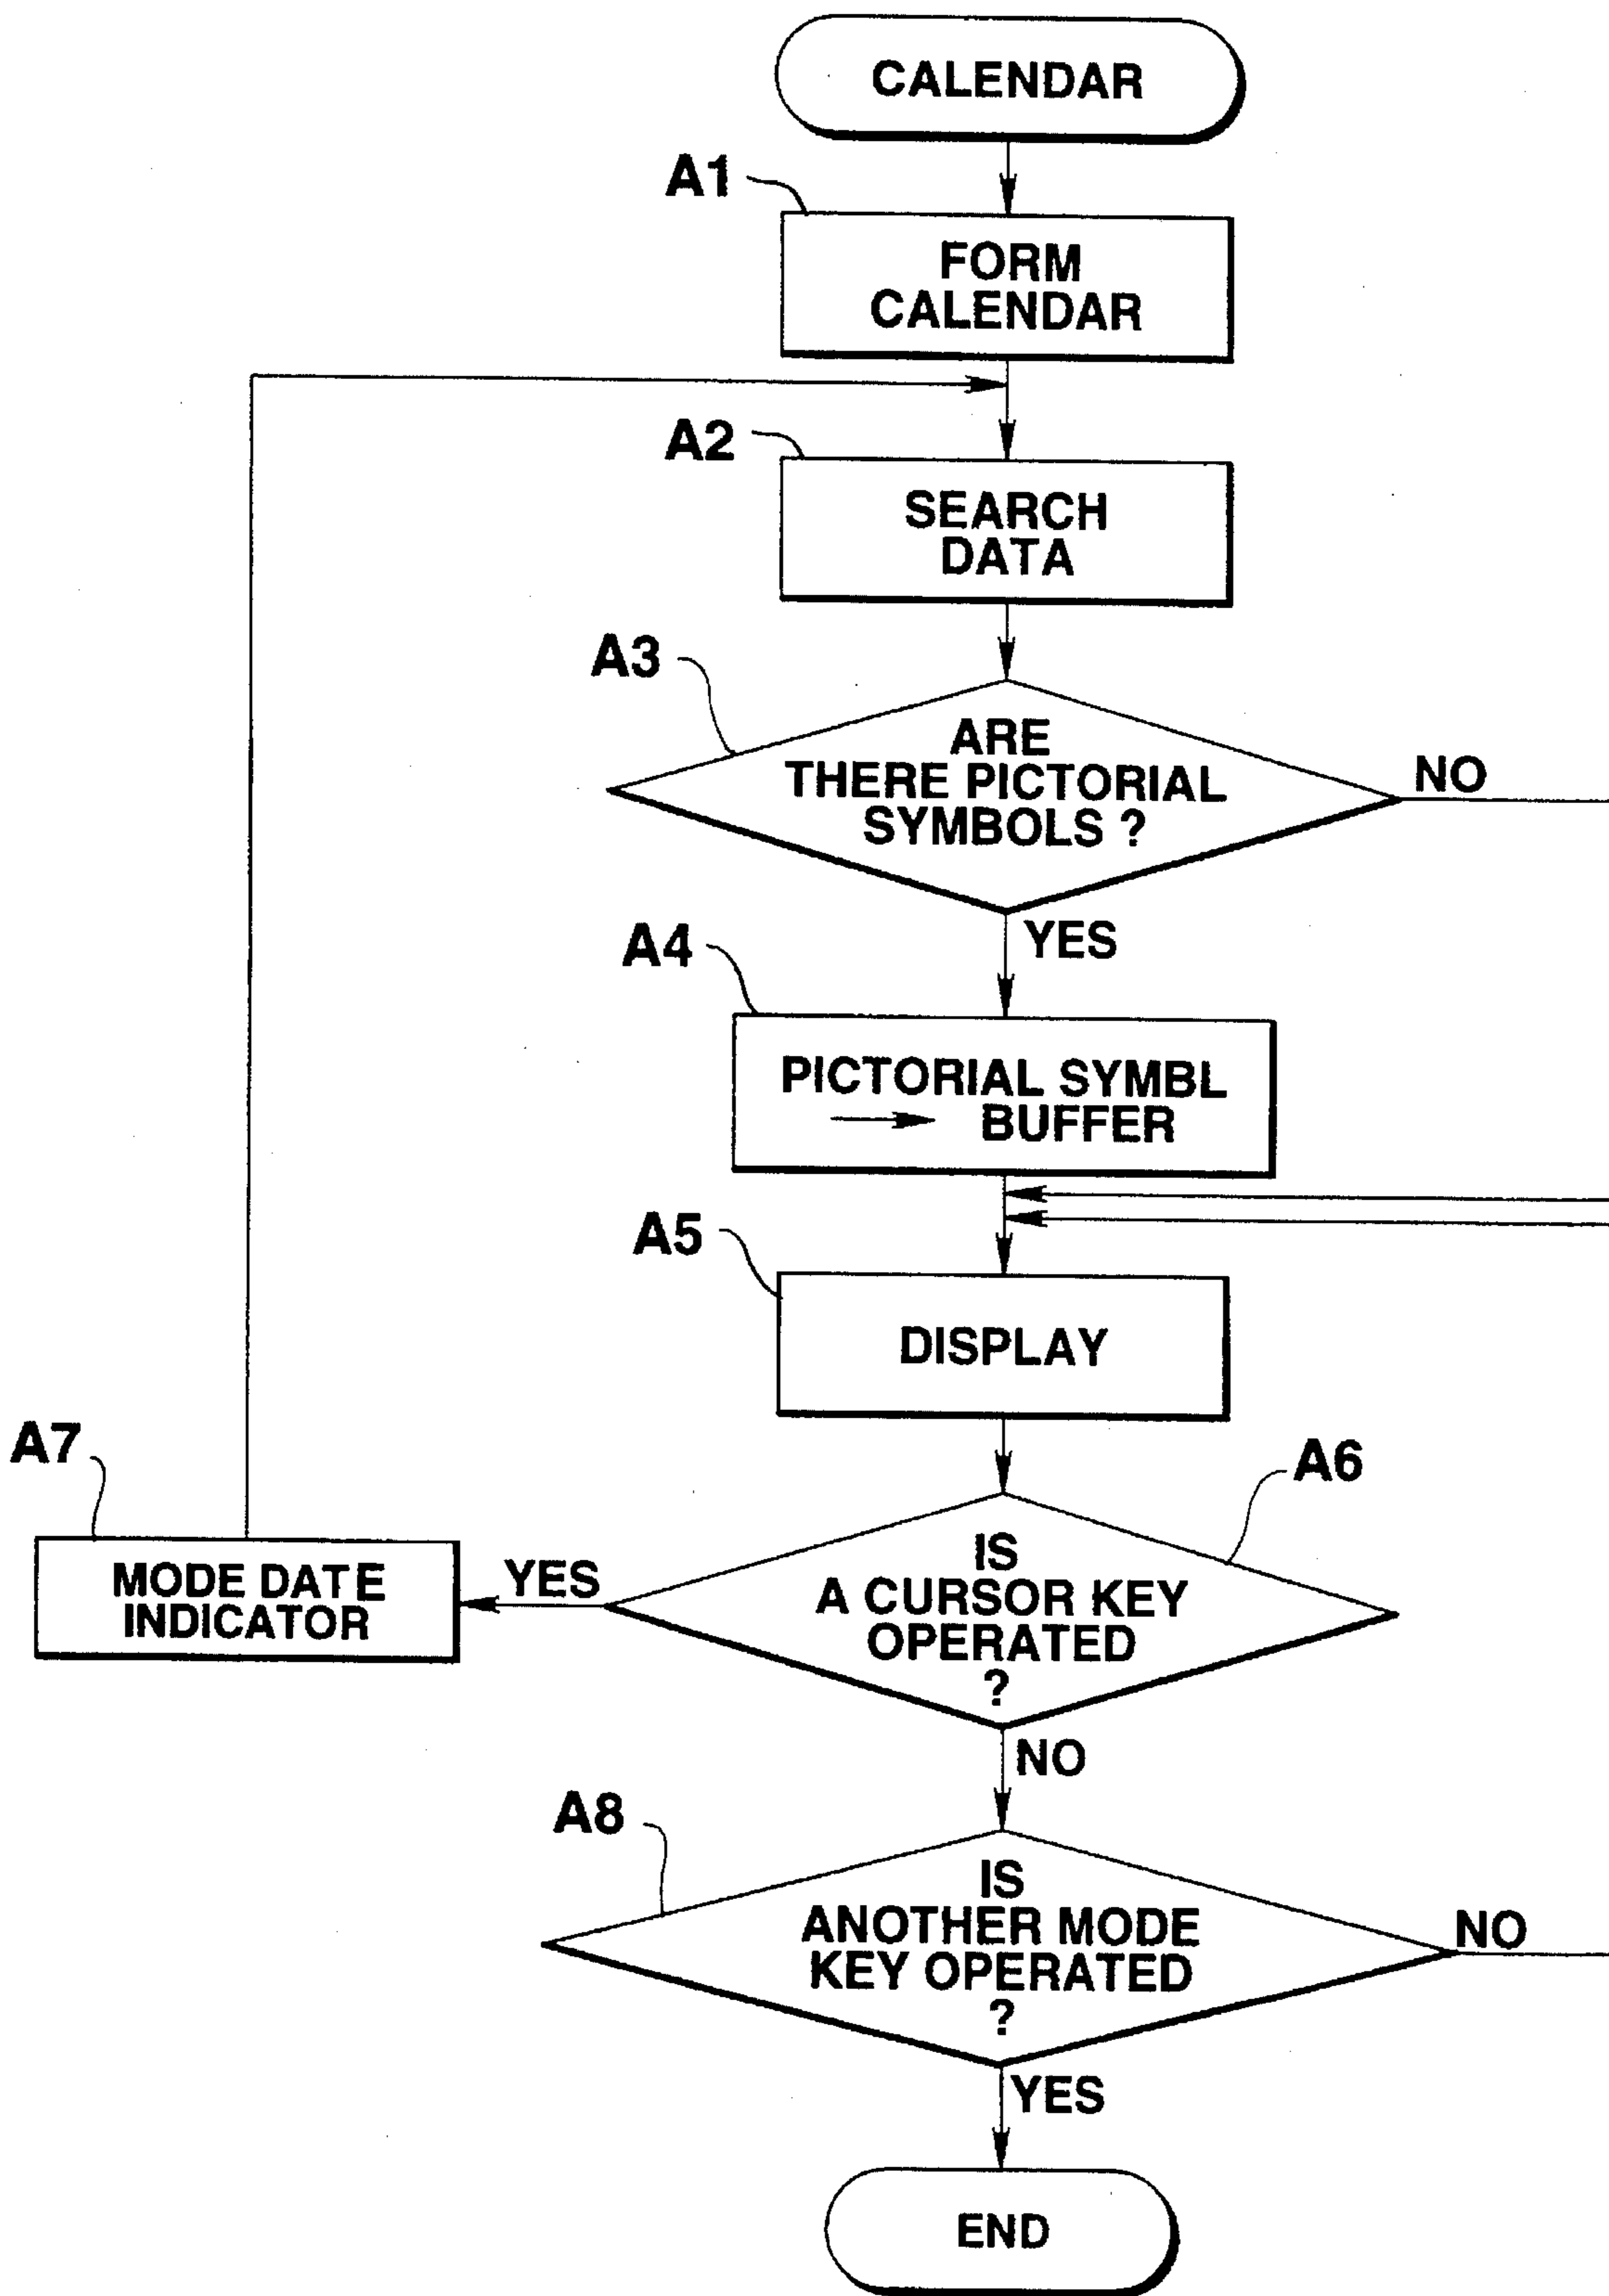 CALENDAR
A1
FORM
CALENDAR
A2
SEARCH
DATA
A3
ARE
THERE PICTORIAL
SYMBOLS ?
NO
YES
A4
PICTORIAL SYMBL
→ BUFFER
A5
DISPLAY
A6
IS
A CURSOR KEY
OPERATED
?
YES
A7
MODE DATE
INDICATOR
NO
A8
IS
ANOTHER MODE
KEY OPERATED
?
NO
YES
END